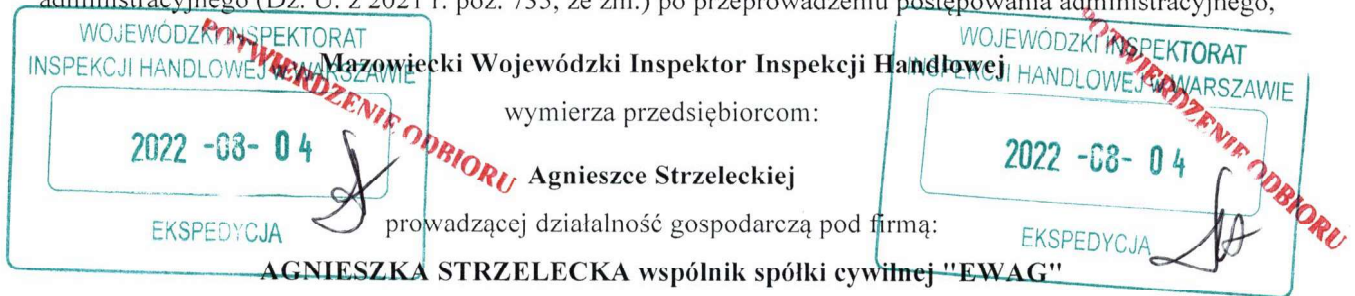 administracyjnego (Dz. U. z 2021 r. poz. 735, ze zm.) po przeprowadzeniu postępowania administracyjnego,
WOJEWÓDZKI INSPEKTORAT
INSPEKCJI HANDLOWEJ w WARSZAWIE
2022 -08- 04
EKSPEDYCJA
POTWIERDZENIE ODBIORU
Mazowiecki Wojewódzki Inspektor Inspekcji Handlowej
wymierza przedsiębiorcom:
Agnieszce Strzeleckiej
prowadzącej działalność gospodarczą pod firmą:
AGNIESZKA STRZELECKA wspólnik spółki cywilnej "EWAG"
WOJEWÓDZKI INSPEKTORAT
INSPEKCJI HANDLOWEJ w WARSZAWIE
2022 -08- 04
EKSPEDYCJA
POTWIERDZENIE ODBIORU